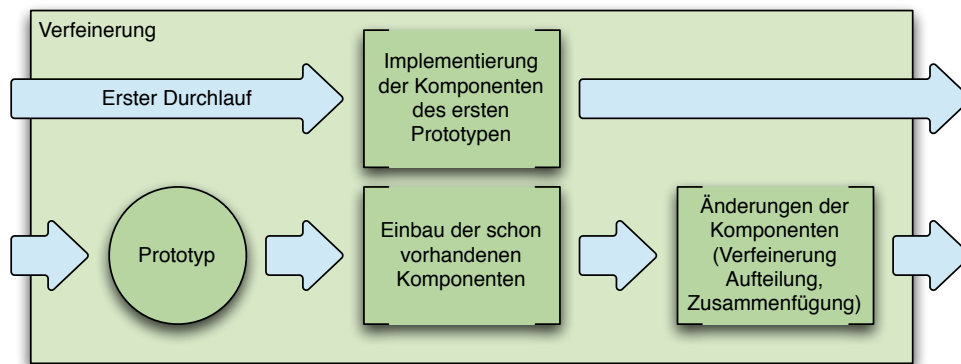 Verfeinerung
Erster Durchlauf
Implementierung
der Komponenten
des ersten
Prototypen
Prototyp
Einbau der schon
vorhandenen
Komponenten
Änderungen der
Komponenten
(Verfeinerung
Aufteilung,
Zusammenfügung)